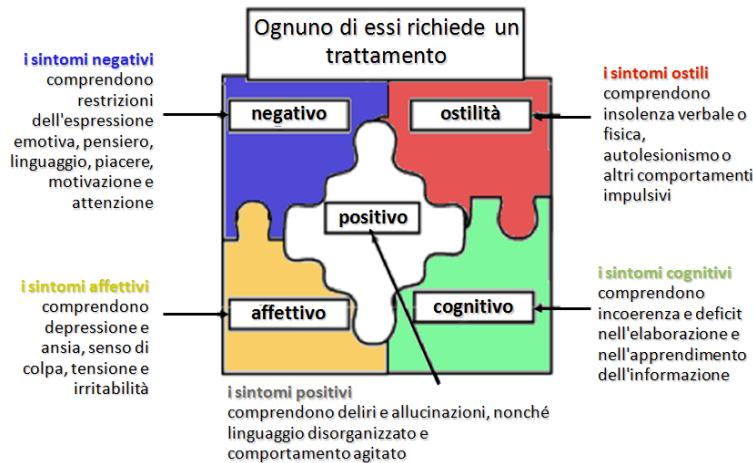 Ognuno di essi richiede un
trattamento
i sintomi negativi
comprendono
restrizioni
dell'espressione
emotiva, pensiero,
linguaggio, piacere,
motivazione e
attenzione
negativo
ostilità
i sintomi ostili
comprendono
insolenza verbale o
fisica,
autolesionismo o
altri comportamenti
impulsivi
positivo
i sintomi affettivi
comprendono
depressione e
ansia, senso di
colpa, tensione e
irritabilità
affettivo
cognitivo
i sintomi cognitivi
comprendono
incoerenza e deficit
nell'elaborazione e
nell'apprendimento
dell'informazione
i sintomi positivi
comprendono deliri e allucinazioni, nonché
linguaggio disorganizzato e
comportamento agitato